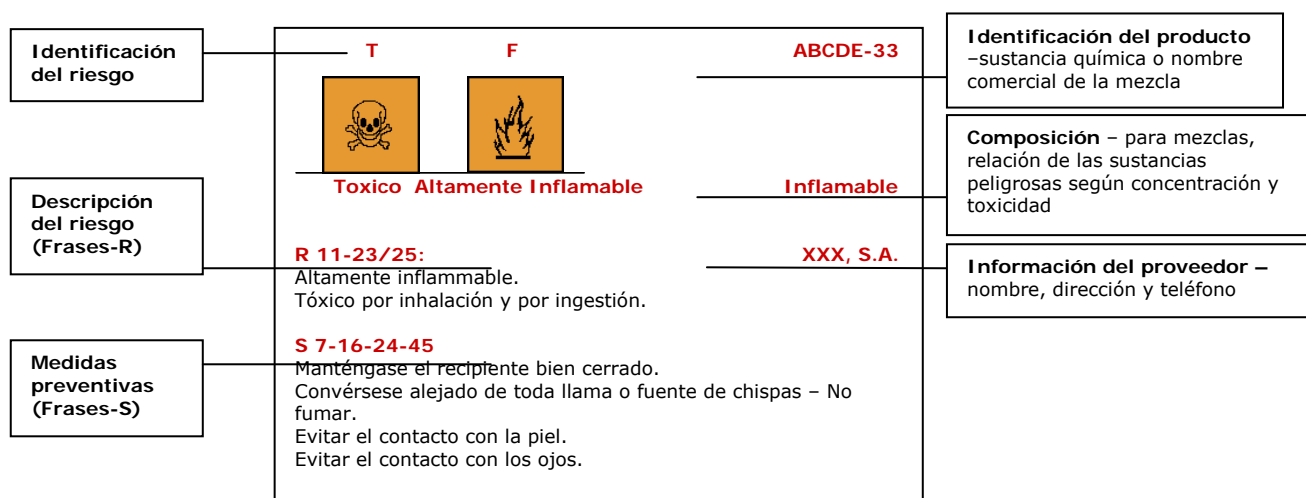 Identificación
del riesgo
Descripción
del riesgo
(Frases-R)
Medidas
preventivas
(Frases-S)
T F ABCDE-33
Toxico Altamente Inflamable Inflamable
R 11-23/25: XXX, S.A.
Altamente inflammable.
Tóxico por inhalación y por ingestión.
S 7-16-24-45
Manténgase el recipiente bien cerrado.
Convérsese alejado de toda llama o fuente de chispas – No
fumar.
Evitar el contacto con la piel.
Evitar el contacto con los ojos.
Identificación del producto
–sustancia química o nombre
comercial de la mezcla
Composición – para mezclas,
relación de las sustancias
peligrosas según concentración y
toxicidad
Información del proveedor –
nombre, dirección y teléfono